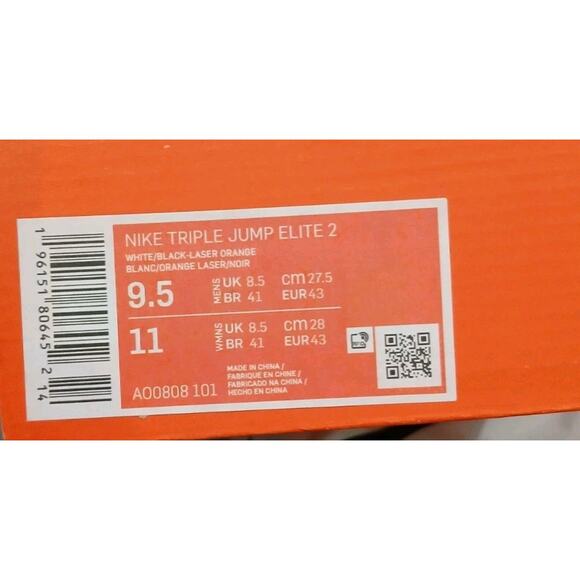 NIKE TRIPLE JUMP ELITE 2
WHITE/BLACK-LASER ORANGE
BLANC/ORANGE LASER/NOIR
9.5 MENS UK 8.5 CM 27.5
BR 41 EUR 43
11 WMNS UK 8.5 CM 28
BR 41 EUR 43
AO0808 101
MADE IN CHINA /
FABRIQUE EN CHINE /
FABRICADO NA CHINA /
HECHO EN CHINA
1 96151 80645 2 14